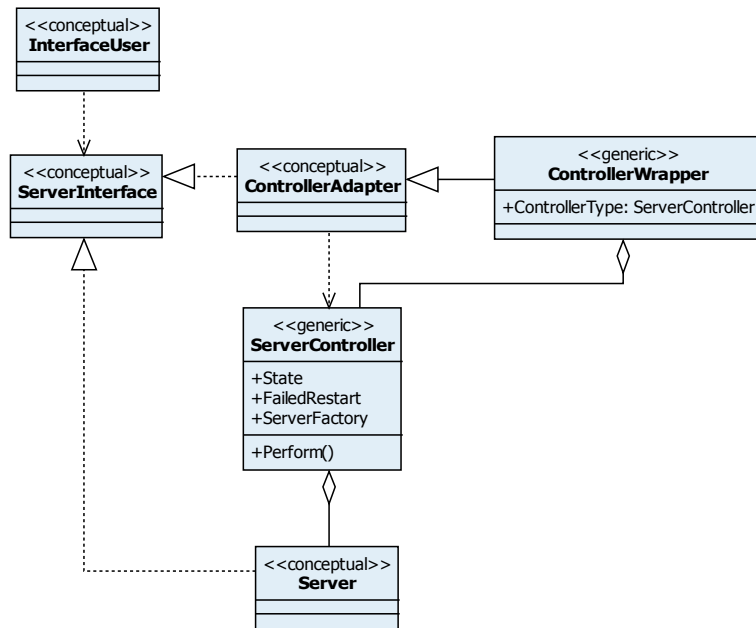 <<conceptual>>
InterfaceUser
<<conceptual>>
ServerInterface
<<conceptual>>
ControllerAdapter
<<generic>>
ControllerWrapper
+ControllerType: ServerController
<<generic>>
ServerController
+State
+FailedRestart
+ServerFactory
+Perform()
<<conceptual>>
Server